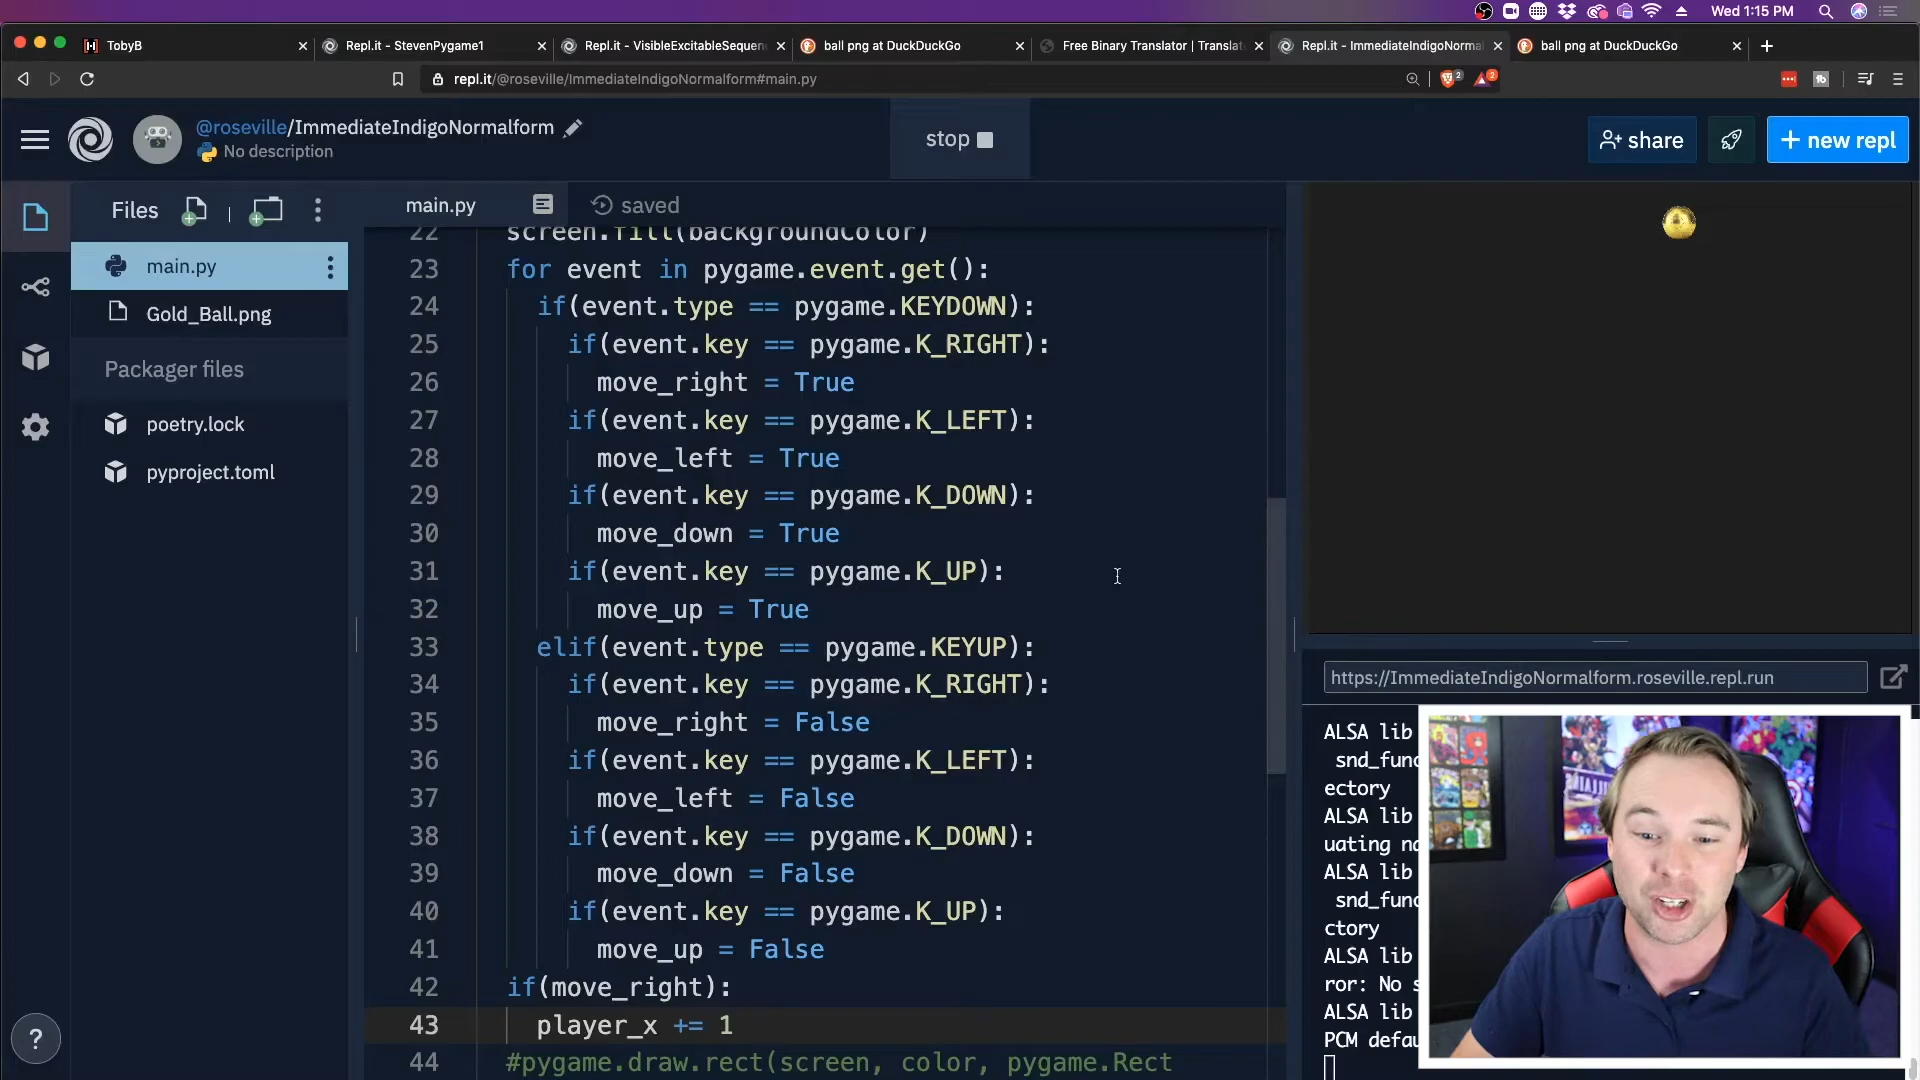 Wed 1:15 PM
TobyB
Repl.it - StevenPygame1
Repl.it - VisibleExcitableSequen
ball png at DuckDuckGo
Free Binary Translator | Translat
Repl.it - ImmediateIndigoNormal
ball png at DuckDuckGo
repl.it/@roseville/ImmediateIndigoNormalform#main.py
2
2
@roseville/ImmediateIndigoNormalform
No description
stop
share
+ new repl
Files
main.py
Gold_Ball.png
Packager files
poetry.lock
pyproject.toml
main.py
saved
22 screen.fill(backgroundColor)
23 for event in pygame.event.get():
24 if(event.type == pygame.KEYDOWN):
25 if(event.key == pygame.K_RIGHT):
26 move_right = True
27 if(event.key == pygame.K_LEFT):
28 move_left = True
29 if(event.key == pygame.K_DOWN):
30 move_down = True
31 if(event.key == pygame.K_UP):
32 move_up = True
33 elif(event.type == pygame.KEYUP):
34 if(event.key == pygame.K_RIGHT):
35 move_right = False
36 if(event.key == pygame.K_LEFT):
37 move_left = False
38 if(event.key == pygame.K_DOWN):
39 move_down = False
40 if(event.key == pygame.K_UP):
41 move_up = False
42 if(move_right):
43 player_x += 1
44 #pygame.draw.rect(screen, color, pygame.Rect
https://ImmediateIndigoNormalform.roseville.repl.run
ALSA lib
snd_func
ectory
ALSA lib
uating na
ALSA lib
snd_func
ctory
ALSA lib
ror: No s
ALSA lib
PCM defau
?